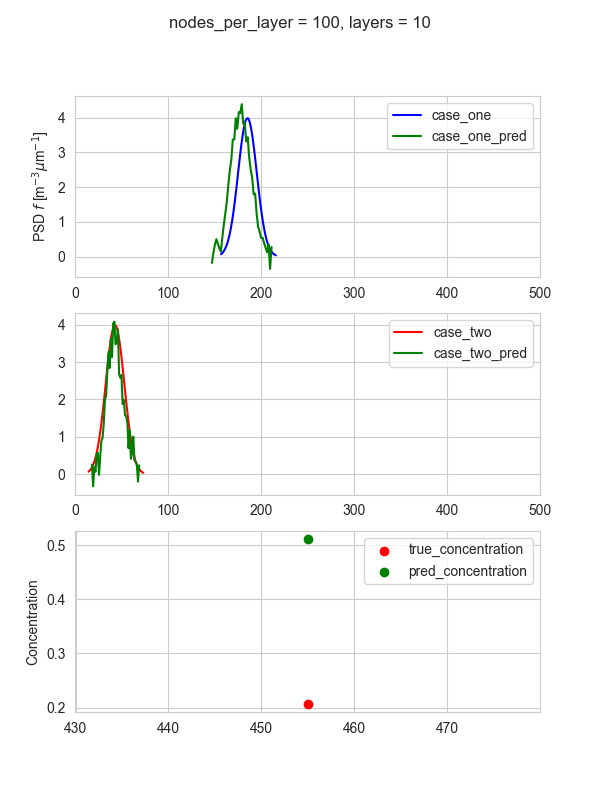 nodes_per_layer = 100, layers = 10
case_one
case_one_pred
PSD f [m⁻³μm⁻¹]
4
3
2
1
0
0 100 200 300 400 500
case_two
case_two_pred
4
3
2
1
0
0 100 200 300 400 500
true_concentration
pred_concentration
Concentration
0.5
0.4
0.3
0.2
430 440 450 460 470